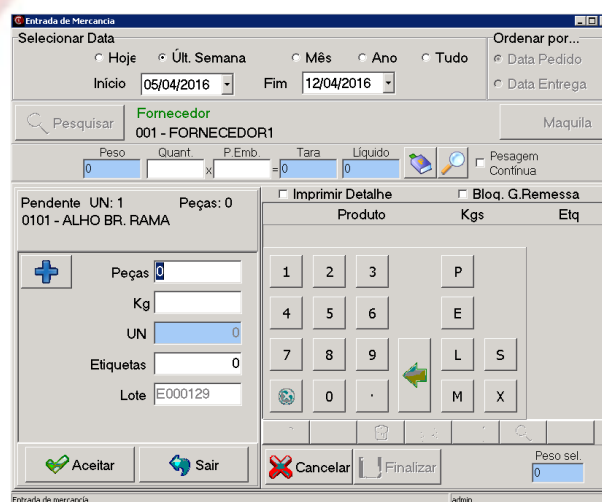 Entrada de Mercancia
Selecionar Data
Ordenar por...
Hoje Últ. Semana Mês Ano Tudo
Data Pedido
Início 05/04/2016 Fim 12/04/2016
Data Entrega
Pesquisar
Fornecedor
001 - FORNECEDOR1
Maquila
Peso Quant. P.Emb. Tara Líquido
0 x = 0 0
Pesagem
Contínua
Pendente UN: 1 Peças: 0
0101 - ALHO BR. RAMA
Imprimir Detalhe Bloq. G.Remessa
Produto Kgs Etq
Peças 0
Kg
UN 0
Etiquetas 0
Lote E000129
1 2 3 P
4 5 6 E
7 8 9 L S
0 . M X
Aceitar Sair
Cancelar Finalizar
Peso sel.
0
Entrada de mercancía admin